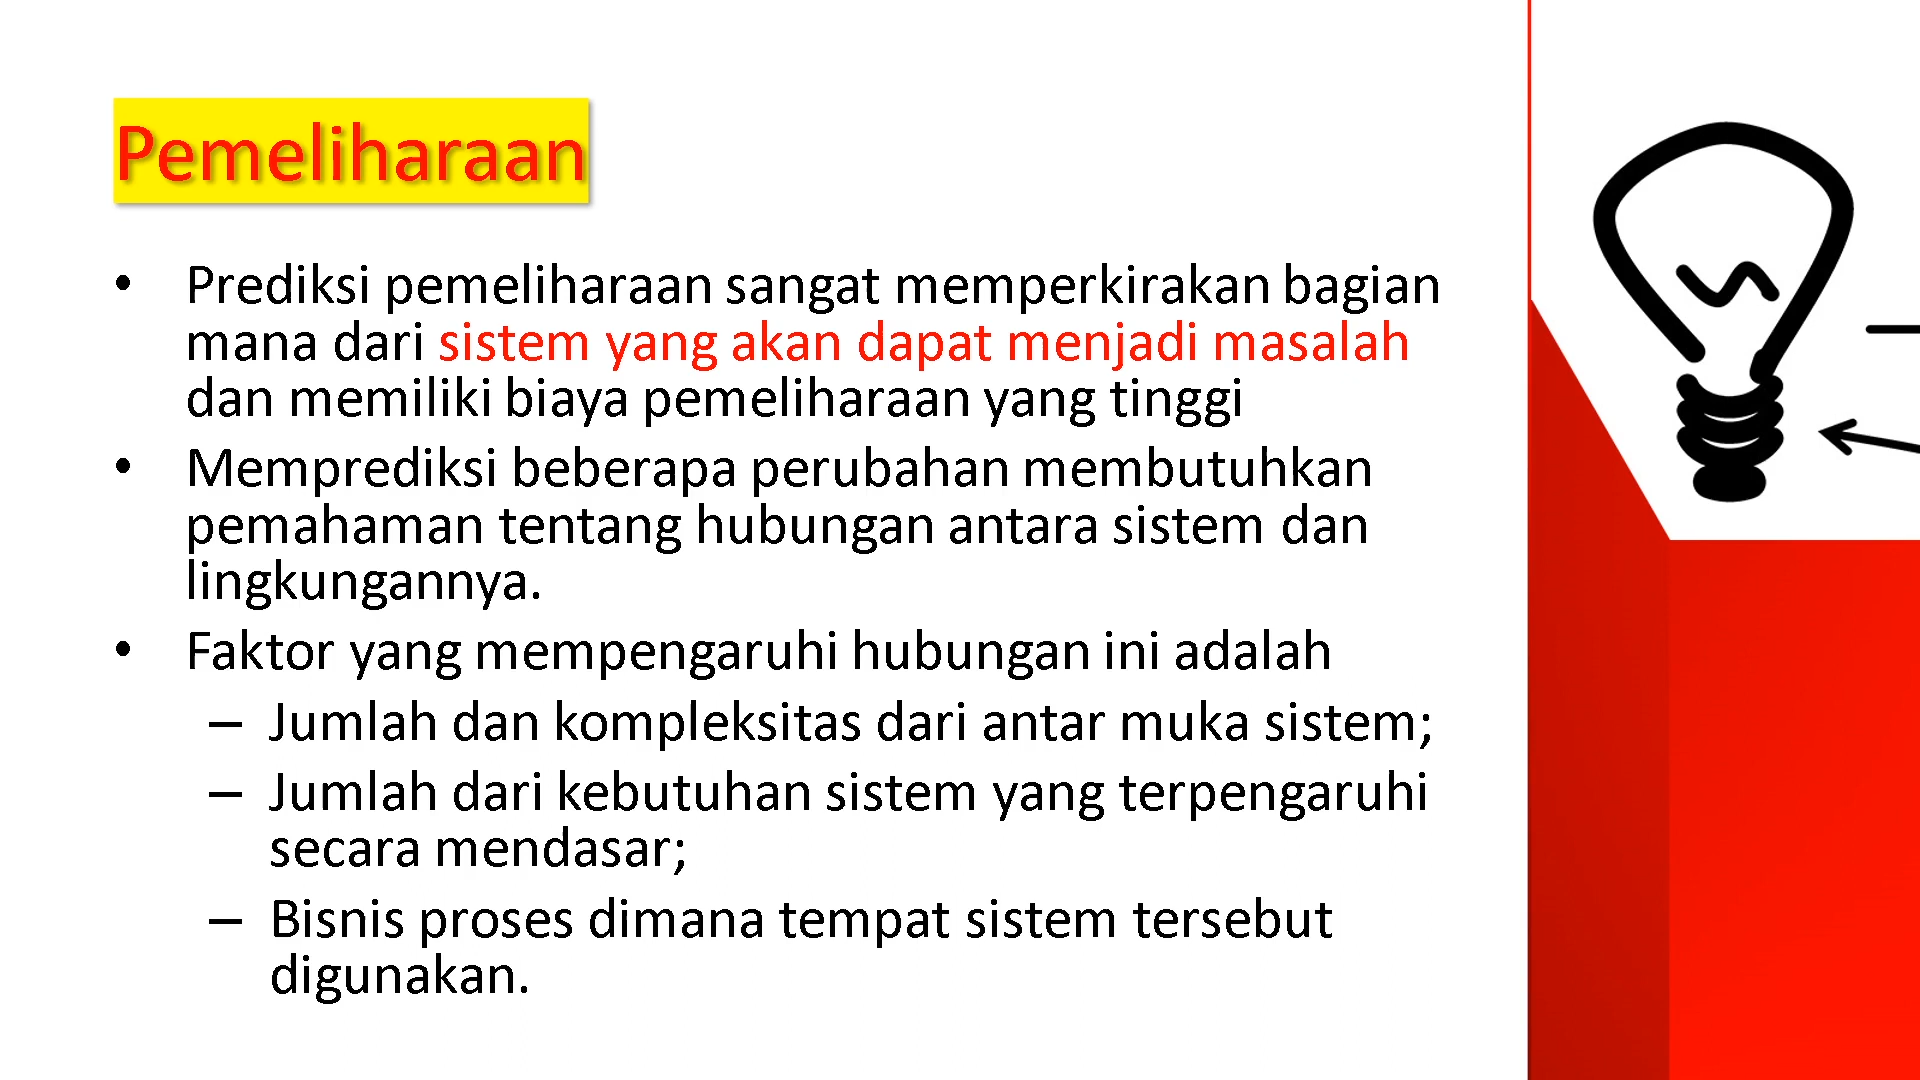 Pemeliharaan
• Prediksi pemeliharaan sangat memperkirakan bagian
mana dari sistem yang akan dapat menjadi masalah
dan memiliki biaya pemeliharaan yang tinggi
• Memprediksi beberapa perubahan membutuhkan
pemahaman tentang hubungan antara sistem dan
lingkungannya.
• Faktor yang mempengaruhi hubungan ini adalah
– Jumlah dan kompleksitas dari antar muka sistem;
– Jumlah dari kebutuhan sistem yang terpengaruhi
secara mendasar;
– Bisnis proses dimana tempat sistem tersebut
digunakan.